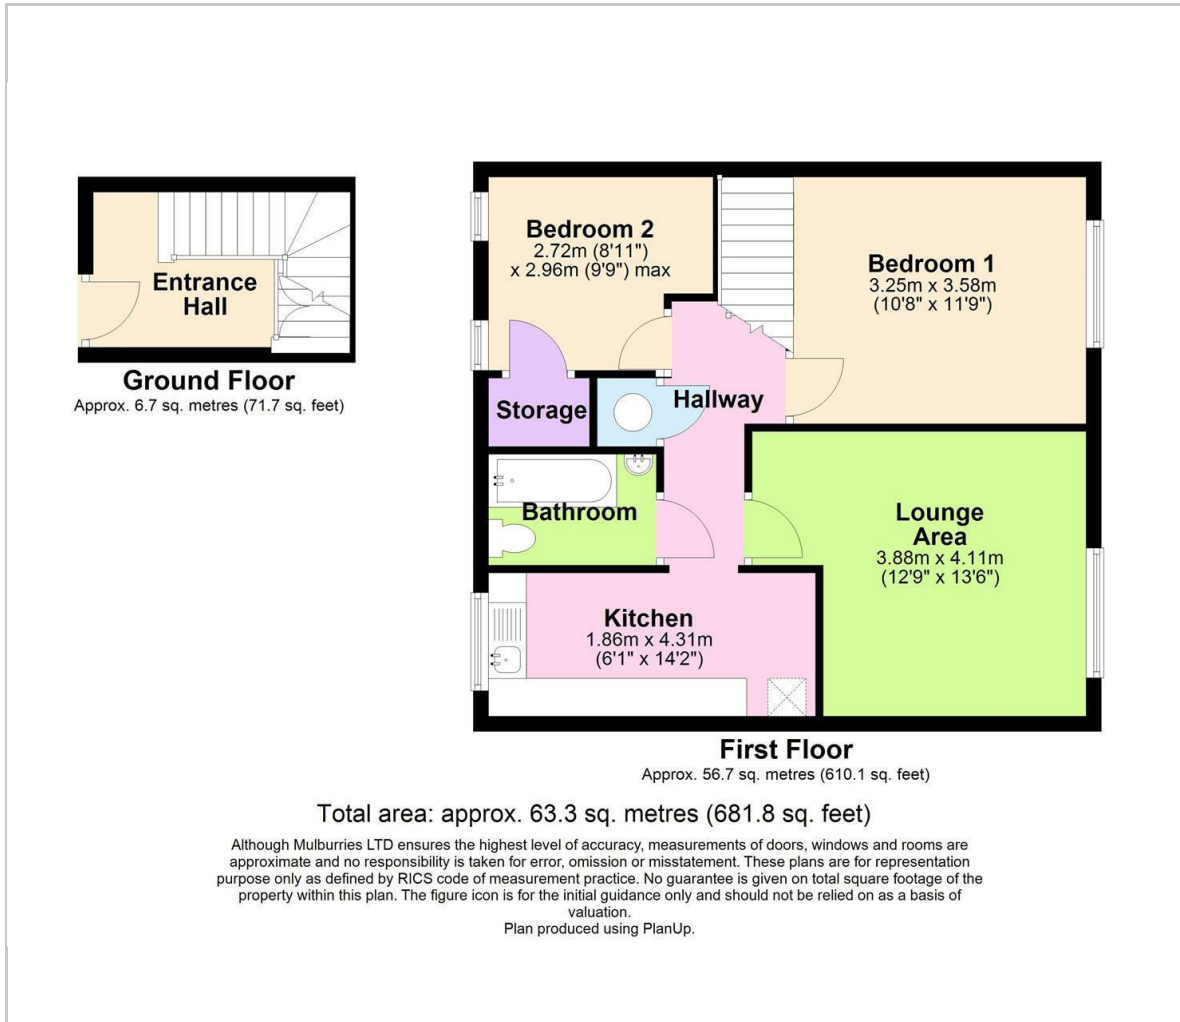 Entrance
Hall
Ground Floor
Approx. 6.7 sq. metres (71.7 sq. feet)
Bedroom 2
2.72m (8'11")
x 2.96m (9'9") max
Bedroom 1
3.25m x 3.58m
(10'8" x 11'9")
Storage
Hallway
Bathroom
Lounge
Area
3.88m x 4.11m
(12'9" x 13'6")
Kitchen
1.86m x 4.31m
(6'1" x 14'2")
First Floor
Approx. 56.7 sq. metres (610.1 sq. feet)
Total area: approx. 63.3 sq. metres (681.8 sq. feet)
Although Mulburries LTD ensures the highest level of accuracy, measurements of doors, windows and rooms are
approximate and no responsibility is taken for error, omission or misstatement. These plans are for representation
purpose only as defined by RICS code of measurement practice. No guarantee is given on total square footage of the
property within this plan. The figure icon is for the initial guidance only and should not be relied on as a basis of
valuation.
Plan produced using PlanUp.